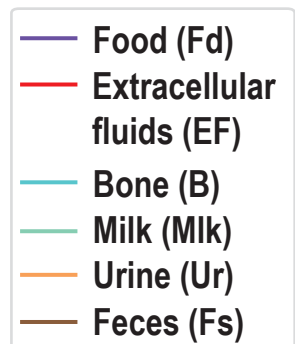 Food (Fd)
Extracellular
fluids (EF)
Bone (B)
Milk (Mlk)
Urine (Ur)
Feces (Fs)